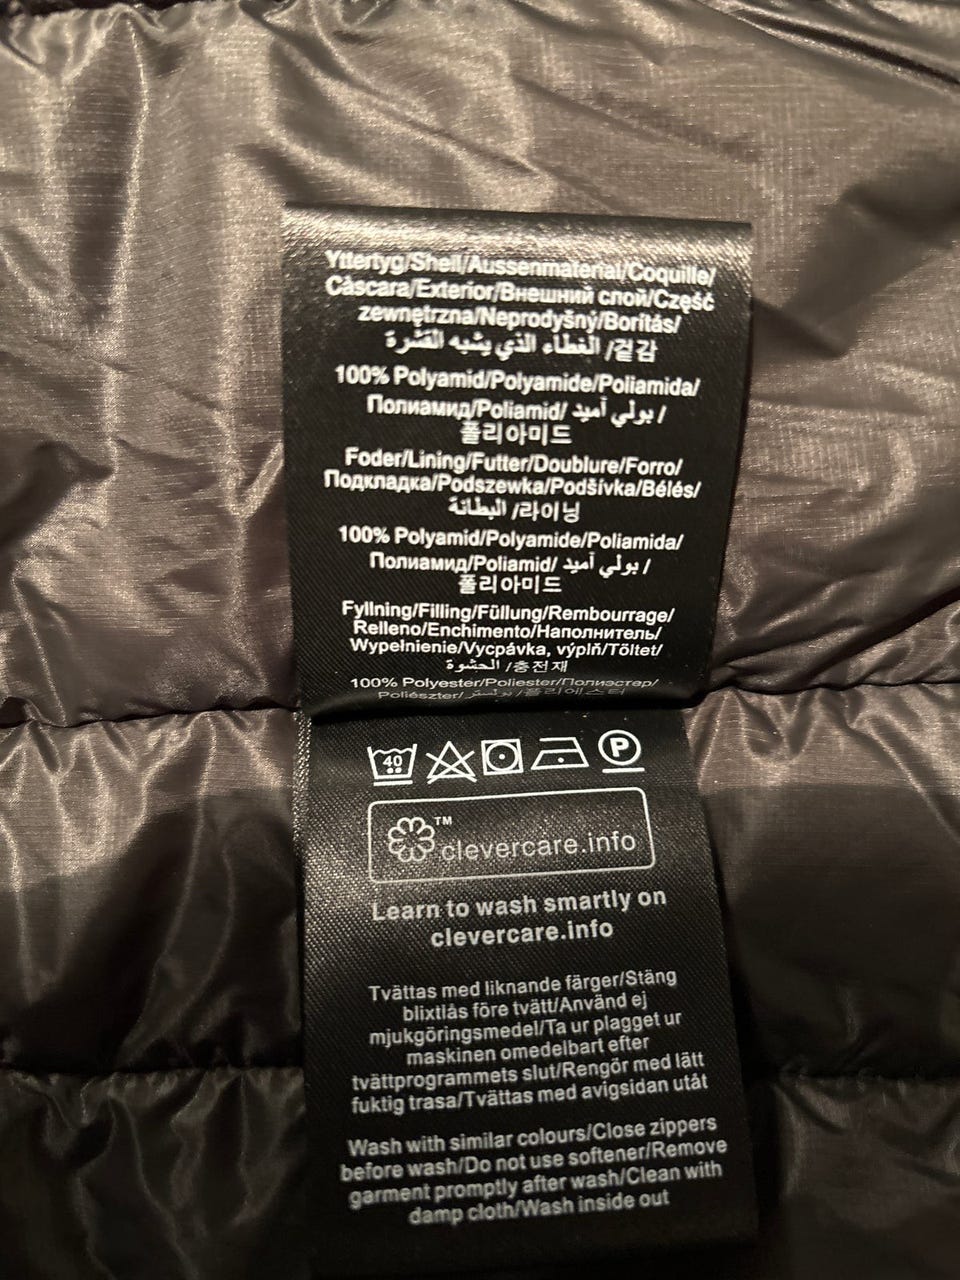 Yttertyg/Shell/Aussenmaterial/Coquille/
Cáscara/Exterior/Внешний слой/Część
zewnętrzna/Neprodyšný/Borítás/
الغطاء الذي يشبه القشرة /겉감
100% Polyamid/Polyamide/Poliamida/
Полиамид/Poliamid/ بولي أميد /
폴리아미드
Foder/Lining/Futter/Doublure/Forro/
Подкладка/Podszewka/Podšívka/Bélés/
البطانة /라이닝
100% Polyamid/Polyamide/Poliamida/
Полиамид/Poliamid/ بولي أميد /
폴리아미드
Fyllning/Filling/Füllung/Rembourrage/
Relleno/Enchimento/Наполнитель/
Wypełnienie/Vycpávka, výplň/Töltet/
الحشوة /충전재
100% Polyester/Poliester/Полиэстер/
Poliészter/ بوليستر /폴리에스터
40
P
™
clevercare.info
Learn to wash smartly on
clevercare.info
Tvättas med liknande färger/Stäng
blixtlås före tvätt/Använd ej
mjukgöringsmedel/Ta ur plagget ur
maskinen omedelbart efter
tvättprogrammets slut/Rengör med lätt
fuktig trasa/Tvättas med avigsidan utåt
Wash with similar colours/Close zippers
before wash/Do not use softener/Remove
garment promptly after wash/Clean with
damp cloth/Wash inside out